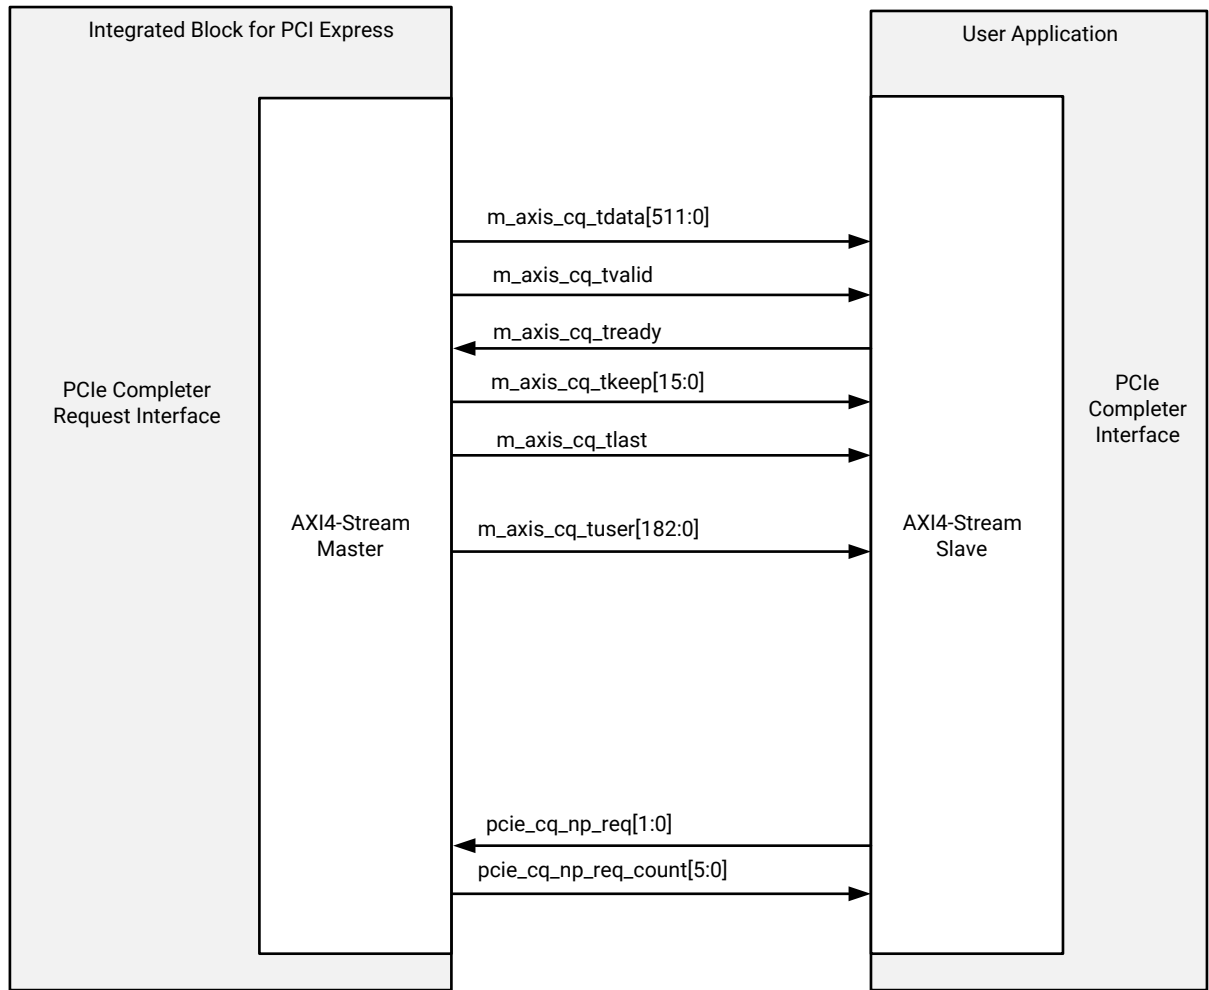 Integrated Block for PCI Express
User Application
m_axis_cq_tdata[511:0]
m_axis_cq_tvalid
m_axis_cq_tready
m_axis_cq_tkeep[15:0]
m_axis_cq_tlast
m_axis_cq_tuser[182:0]
PCIe Completer
Request Interface
PCIe
Completer
Interface
AXI4-Stream
Master
AXI4-Stream
Slave
pcie_cq_np_req[1:0]
pcie_cq_np_req_count[5:0]